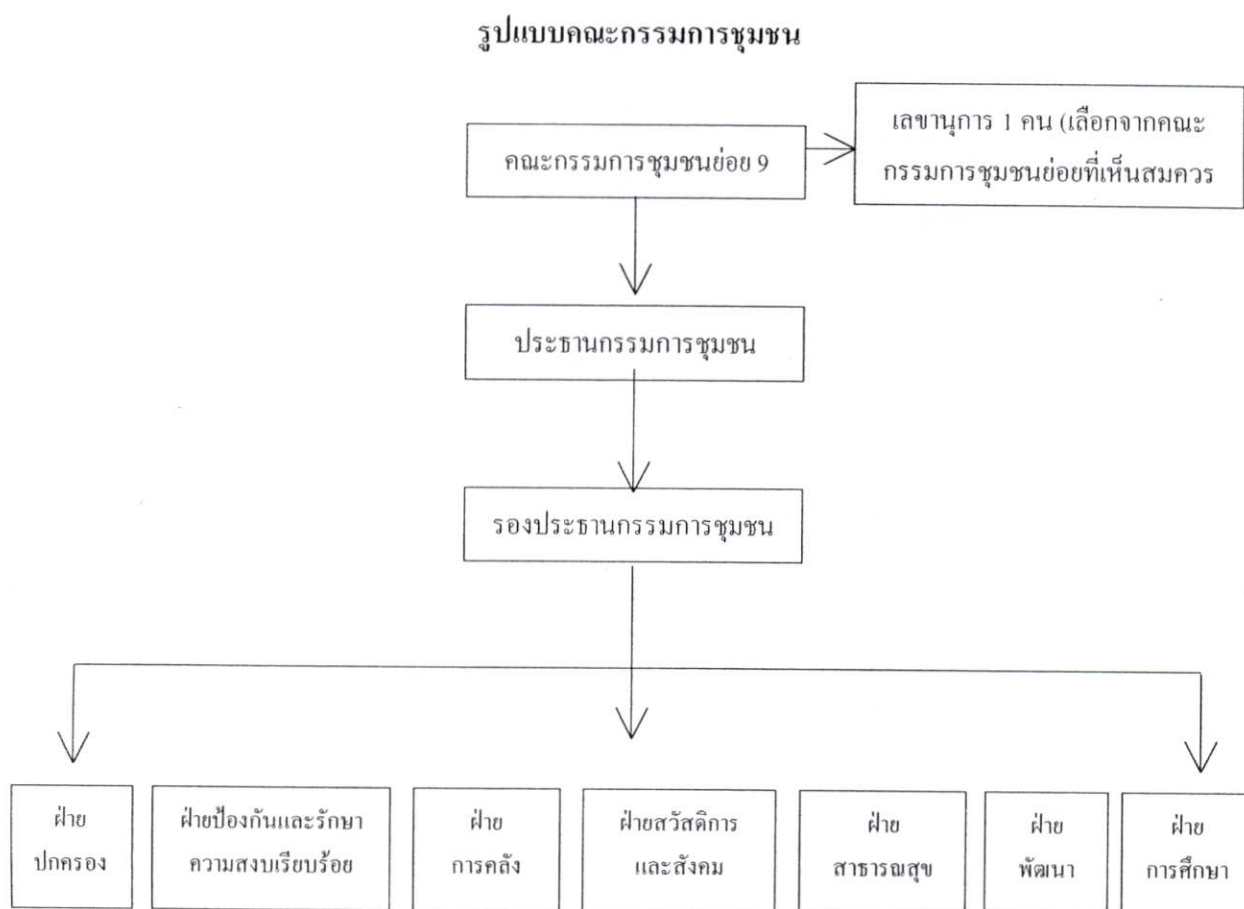 รูปแบบคณะกรรมการชุมชน
คณะกรรมการชุมชนย่อย 9
เลขานุการ 1 คน (เลือกจากคณะ
กรรมการชุมชนย่อยที่เห็นสมควร
ประธานกรรมการชุมชน
รองประธานกรรมการชุมชน
ฝ่าย
ปกครอง
ฝ่ายป้องกันและรักษา
ความสงบเรียบร้อย
ฝ่าย
การคลัง
ฝ่ายสวัสดิการ
และสังคม
ฝ่าย
สาธารณสุข
ฝ่าย
พัฒนา
ฝ่าย
การศึกษา